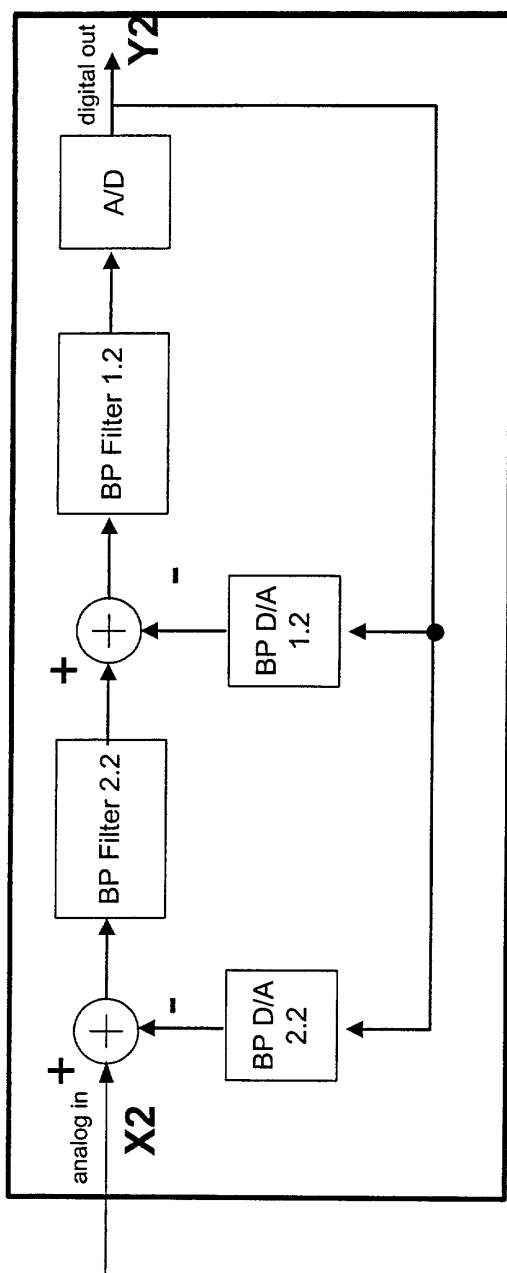 analog in
X2
+
-
BP D/A
2.2
BP Filter 2.2
+
-
BP D/A
1.2
BP Filter 1.2
A/D
digital out
Y2